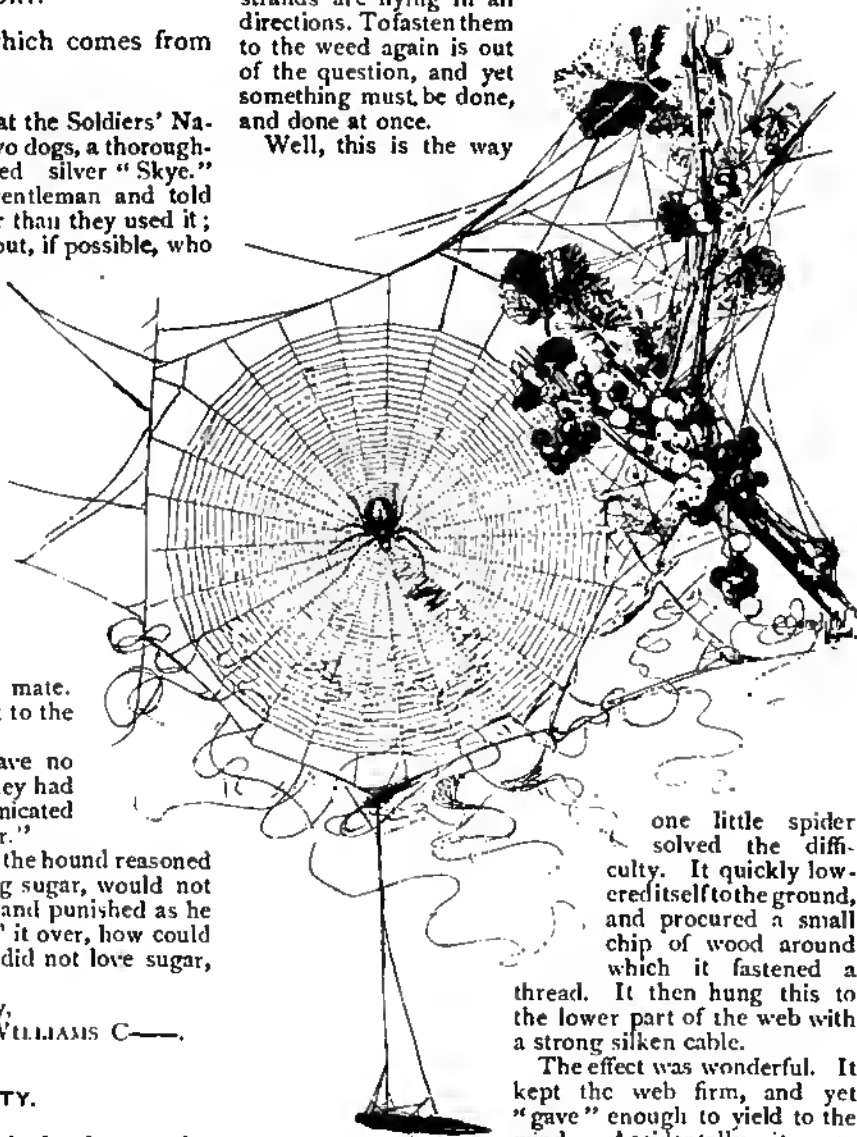 which comes from
at the Soldiers' Na-
dogs, a thorough-
silver "Skye."
gentleman and told
than they used it;
out, if possible, who
mate.
to the
have no
they had
the hound reasoned
sugar, would not
and punished as he
it over, how could
did not love sugar,
WILLIAMS C——.
TY.
directions. To fasten them
to the weed again is out
of the question, and yet
something must be done,
and done at once.
Well, this is the way
one little spider
solved the diffi-
culty. It quickly low-
ered itself to the ground,
and procured a small
chip of wood around
which it fastened a
thread. It then hung this to
the lower part of the web with
a strong silken cable.
The effect was wonderful. It
kept the web firm, and yet
"gave" enough to yield to the